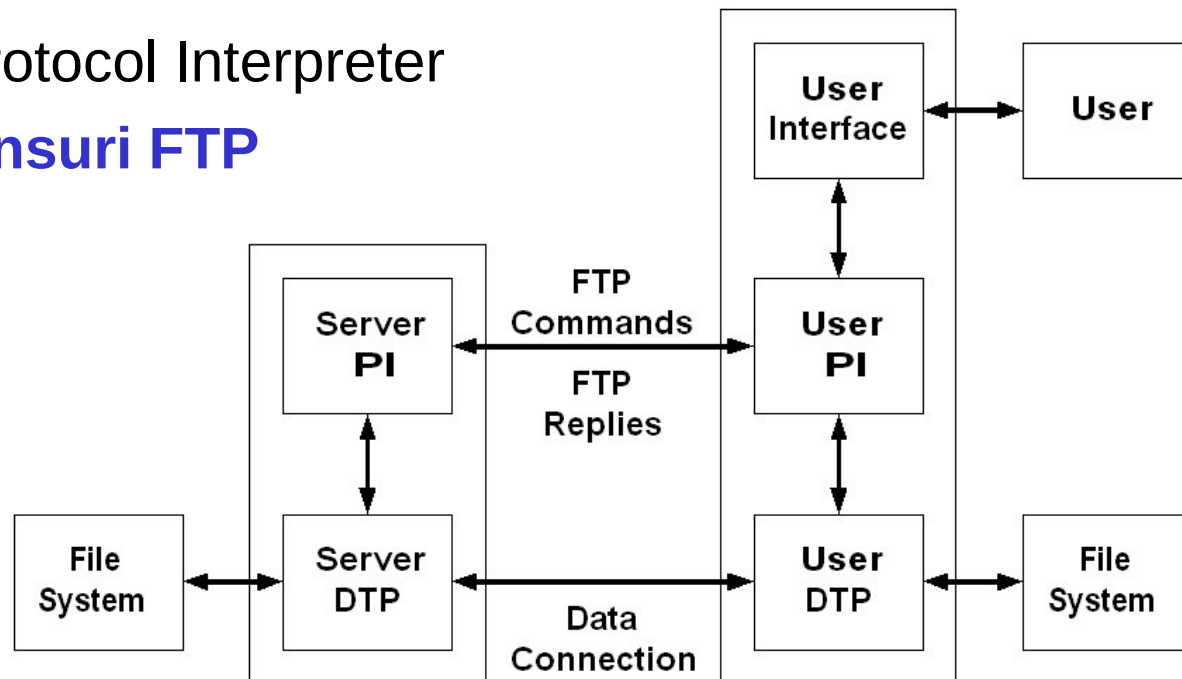 rotocol Interpreter
nsuri FTP
User
Interface
User
FTP
Commands
Server
PI
User
PI
FTP
Replies
File
System
Server
DTP
User
DTP
File
System
Data
Connection